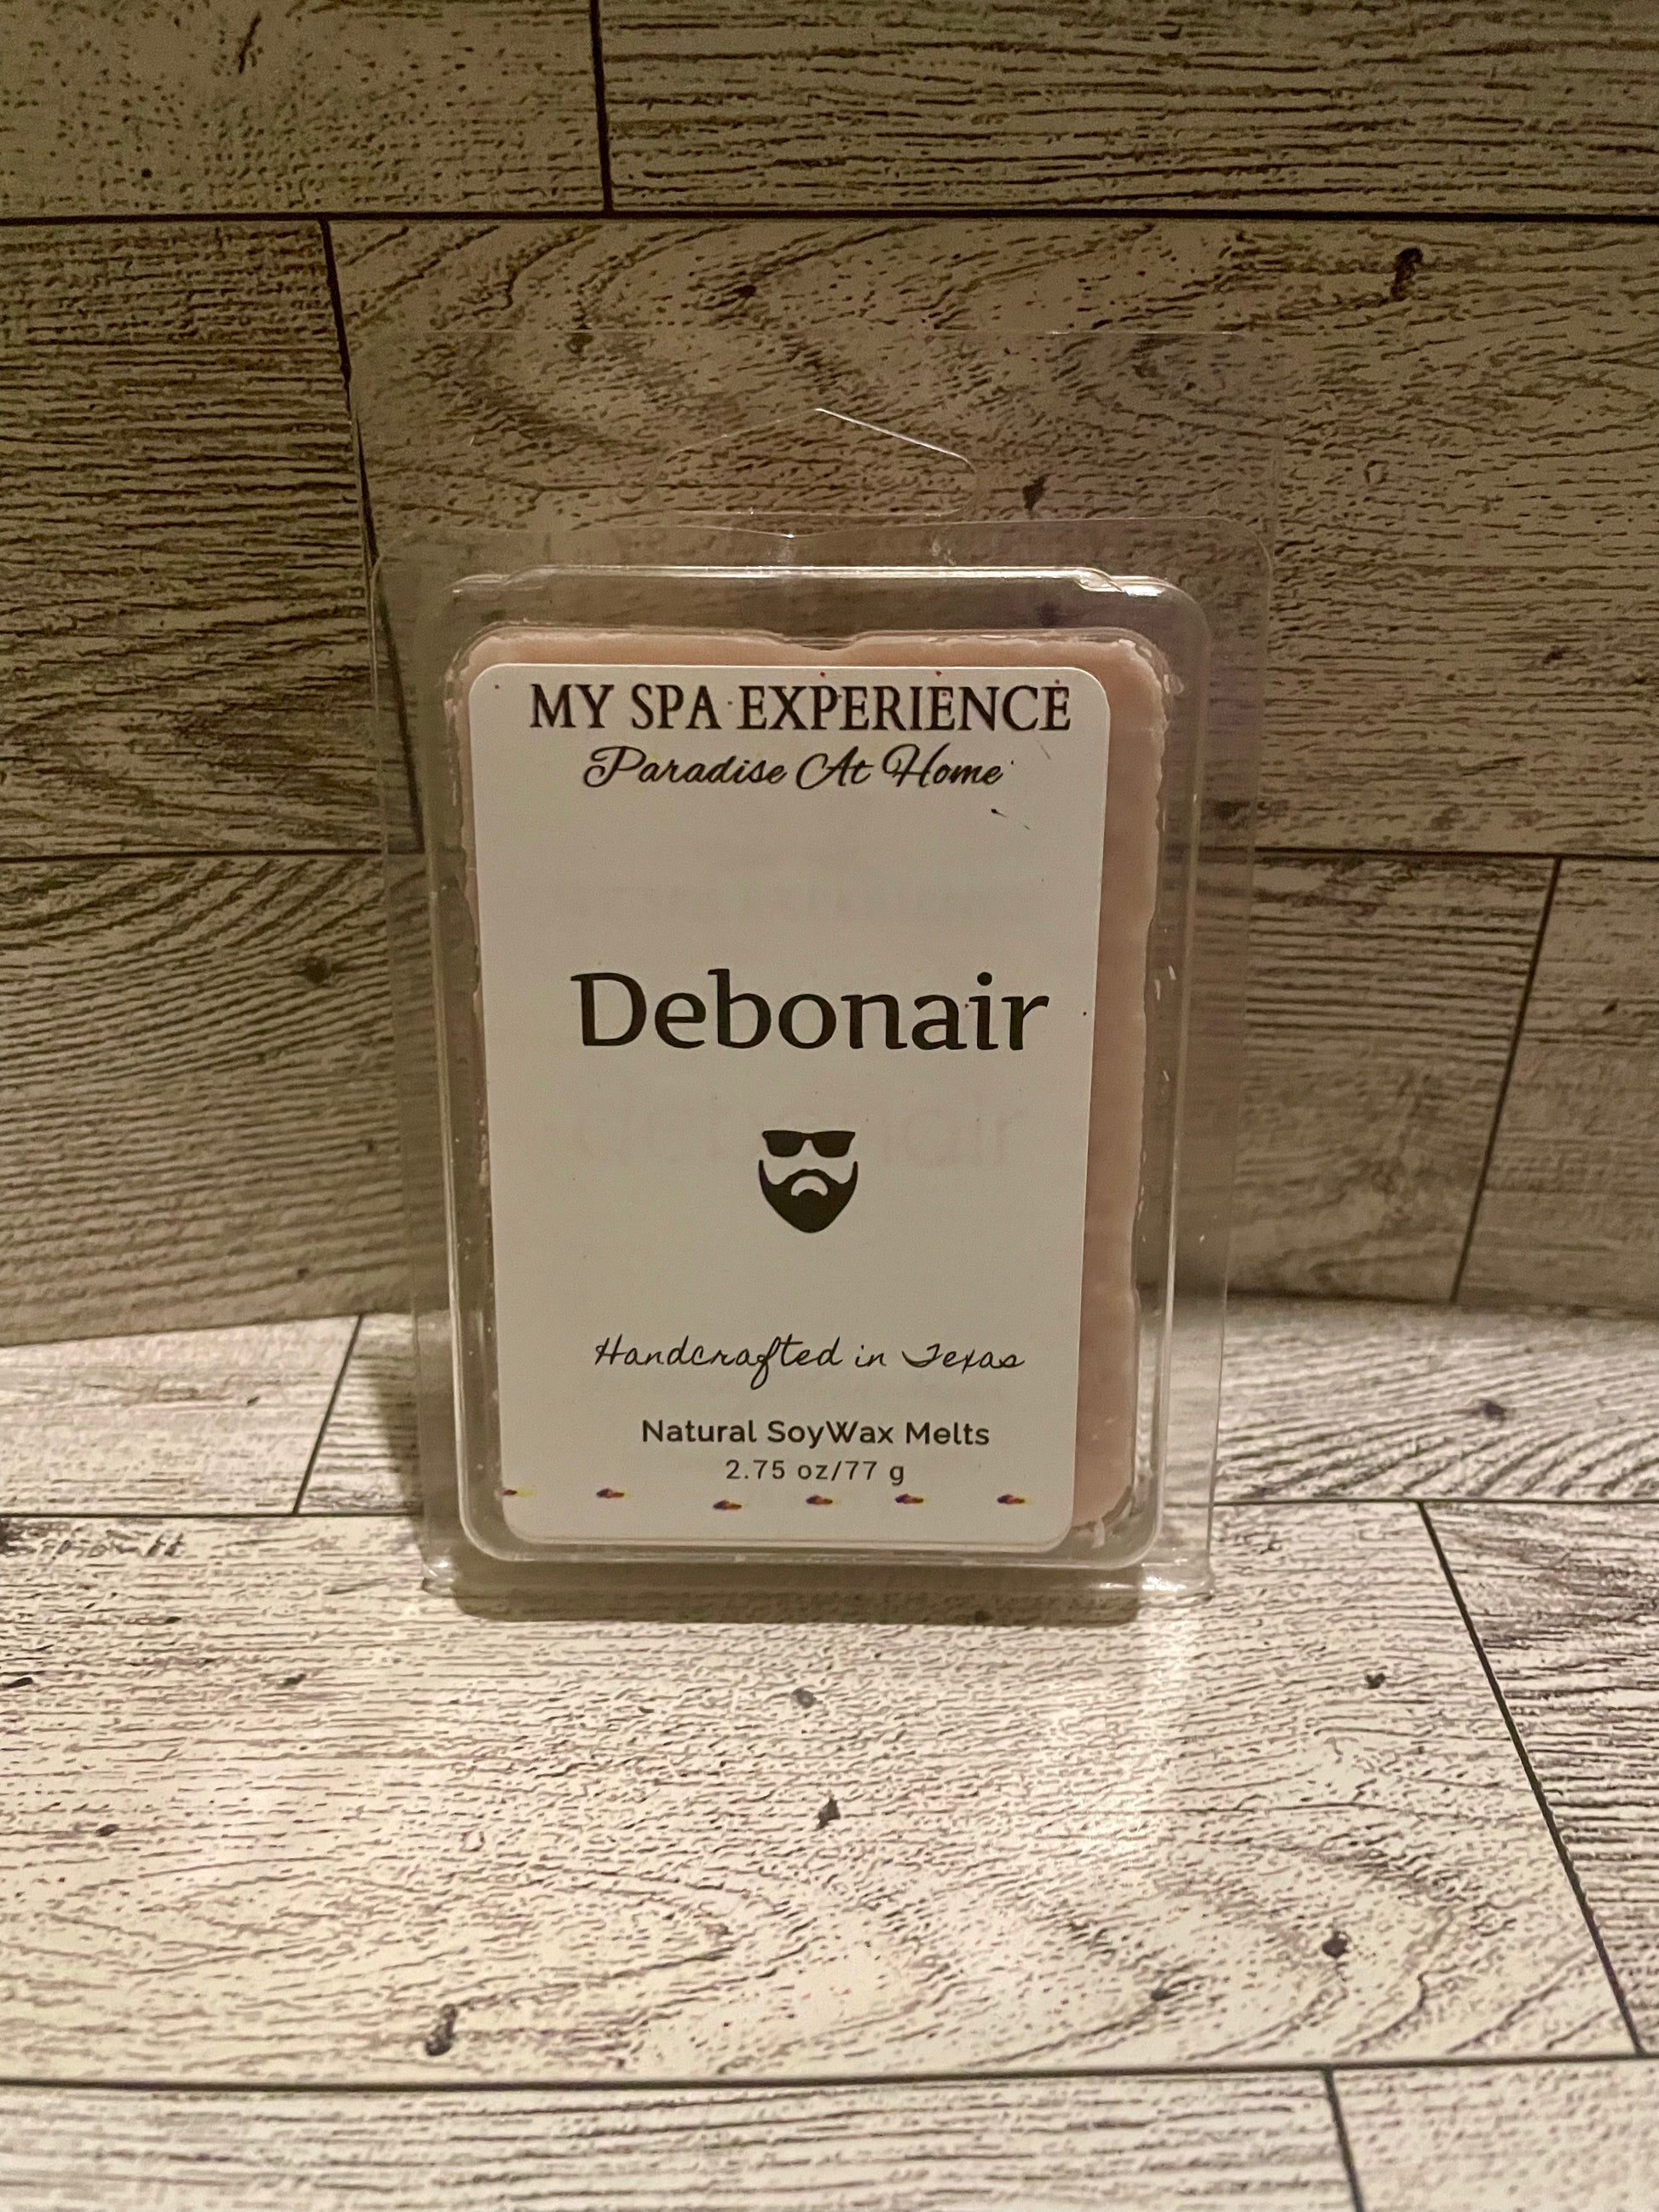 MY SPA EXPERIENCE
Paradise At Home
Debonair
Handcrafted in Texas
Natural SoyWax Melts
2.75 oz/77 g